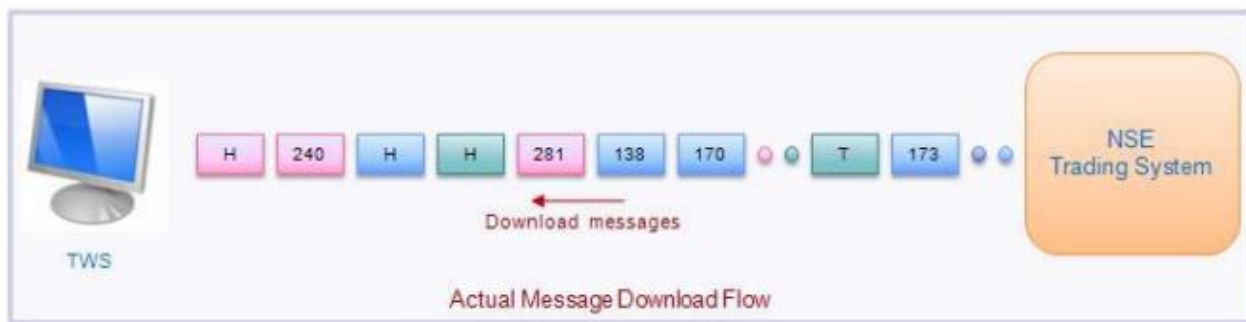 H 240 H H 281 138 170 T 173
NSE
Trading System
Download messages
TWS
Actual Message Download Flow